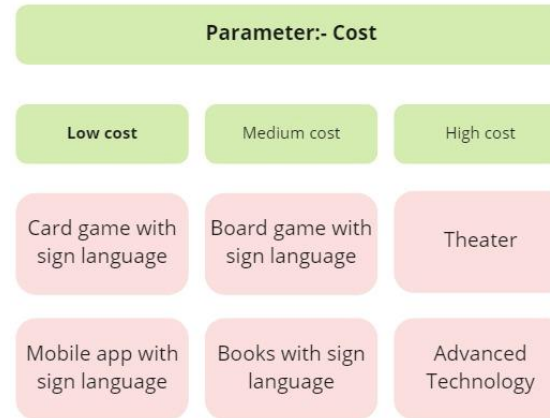 Parameter:- Cost
Low cost
Medium cost
High cost
Card game with
sign language
Board game with
sign language
Theater
Mobile app with
sign language
Books with sign
language
Advanced
Technology